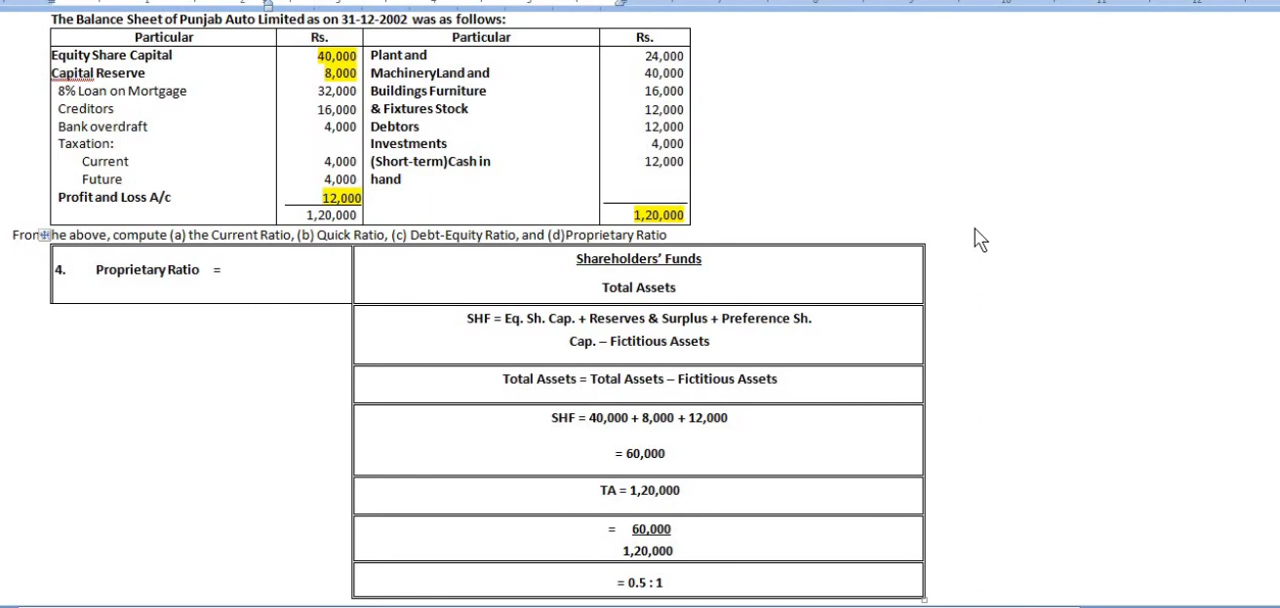 The Balance Sheet of Punjab Auto Limited as on 31-12-2002 was as follows:
Particular Rs. Particular Rs.
Equity Share Capital 40,000 Plant and 24,000
Capital Reserve 8,000 MachineryLand and 40,000
8% Loan on Mortgage 32,000 Buildings Furniture 16,000
Creditors 16,000 & Fixtures Stock 12,000
Bank overdraft 4,000 Debtors 12,000
Taxation: Investments 4,000
Current 4,000 (Short-term)Cash in 12,000
Future 4,000 hand
Profit and Loss A/c 12,000
1,20,000 1,20,000
From he above, compute (a) the Current Ratio, (b) Quick Ratio, (c) Debt-Equity Ratio, and (d)Proprietary Ratio
4. Proprietary Ratio =
Shareholders' Funds
Total Assets
SHF = Eq. Sh. Cap. + Reserves & Surplus + Preference Sh.
Cap. – Fictitious Assets
Total Assets = Total Assets – Fictitious Assets
SHF = 40,000 + 8,000 + 12,000
= 60,000
TA = 1,20,000
= 60,000
1,20,000
= 0.5 : 1